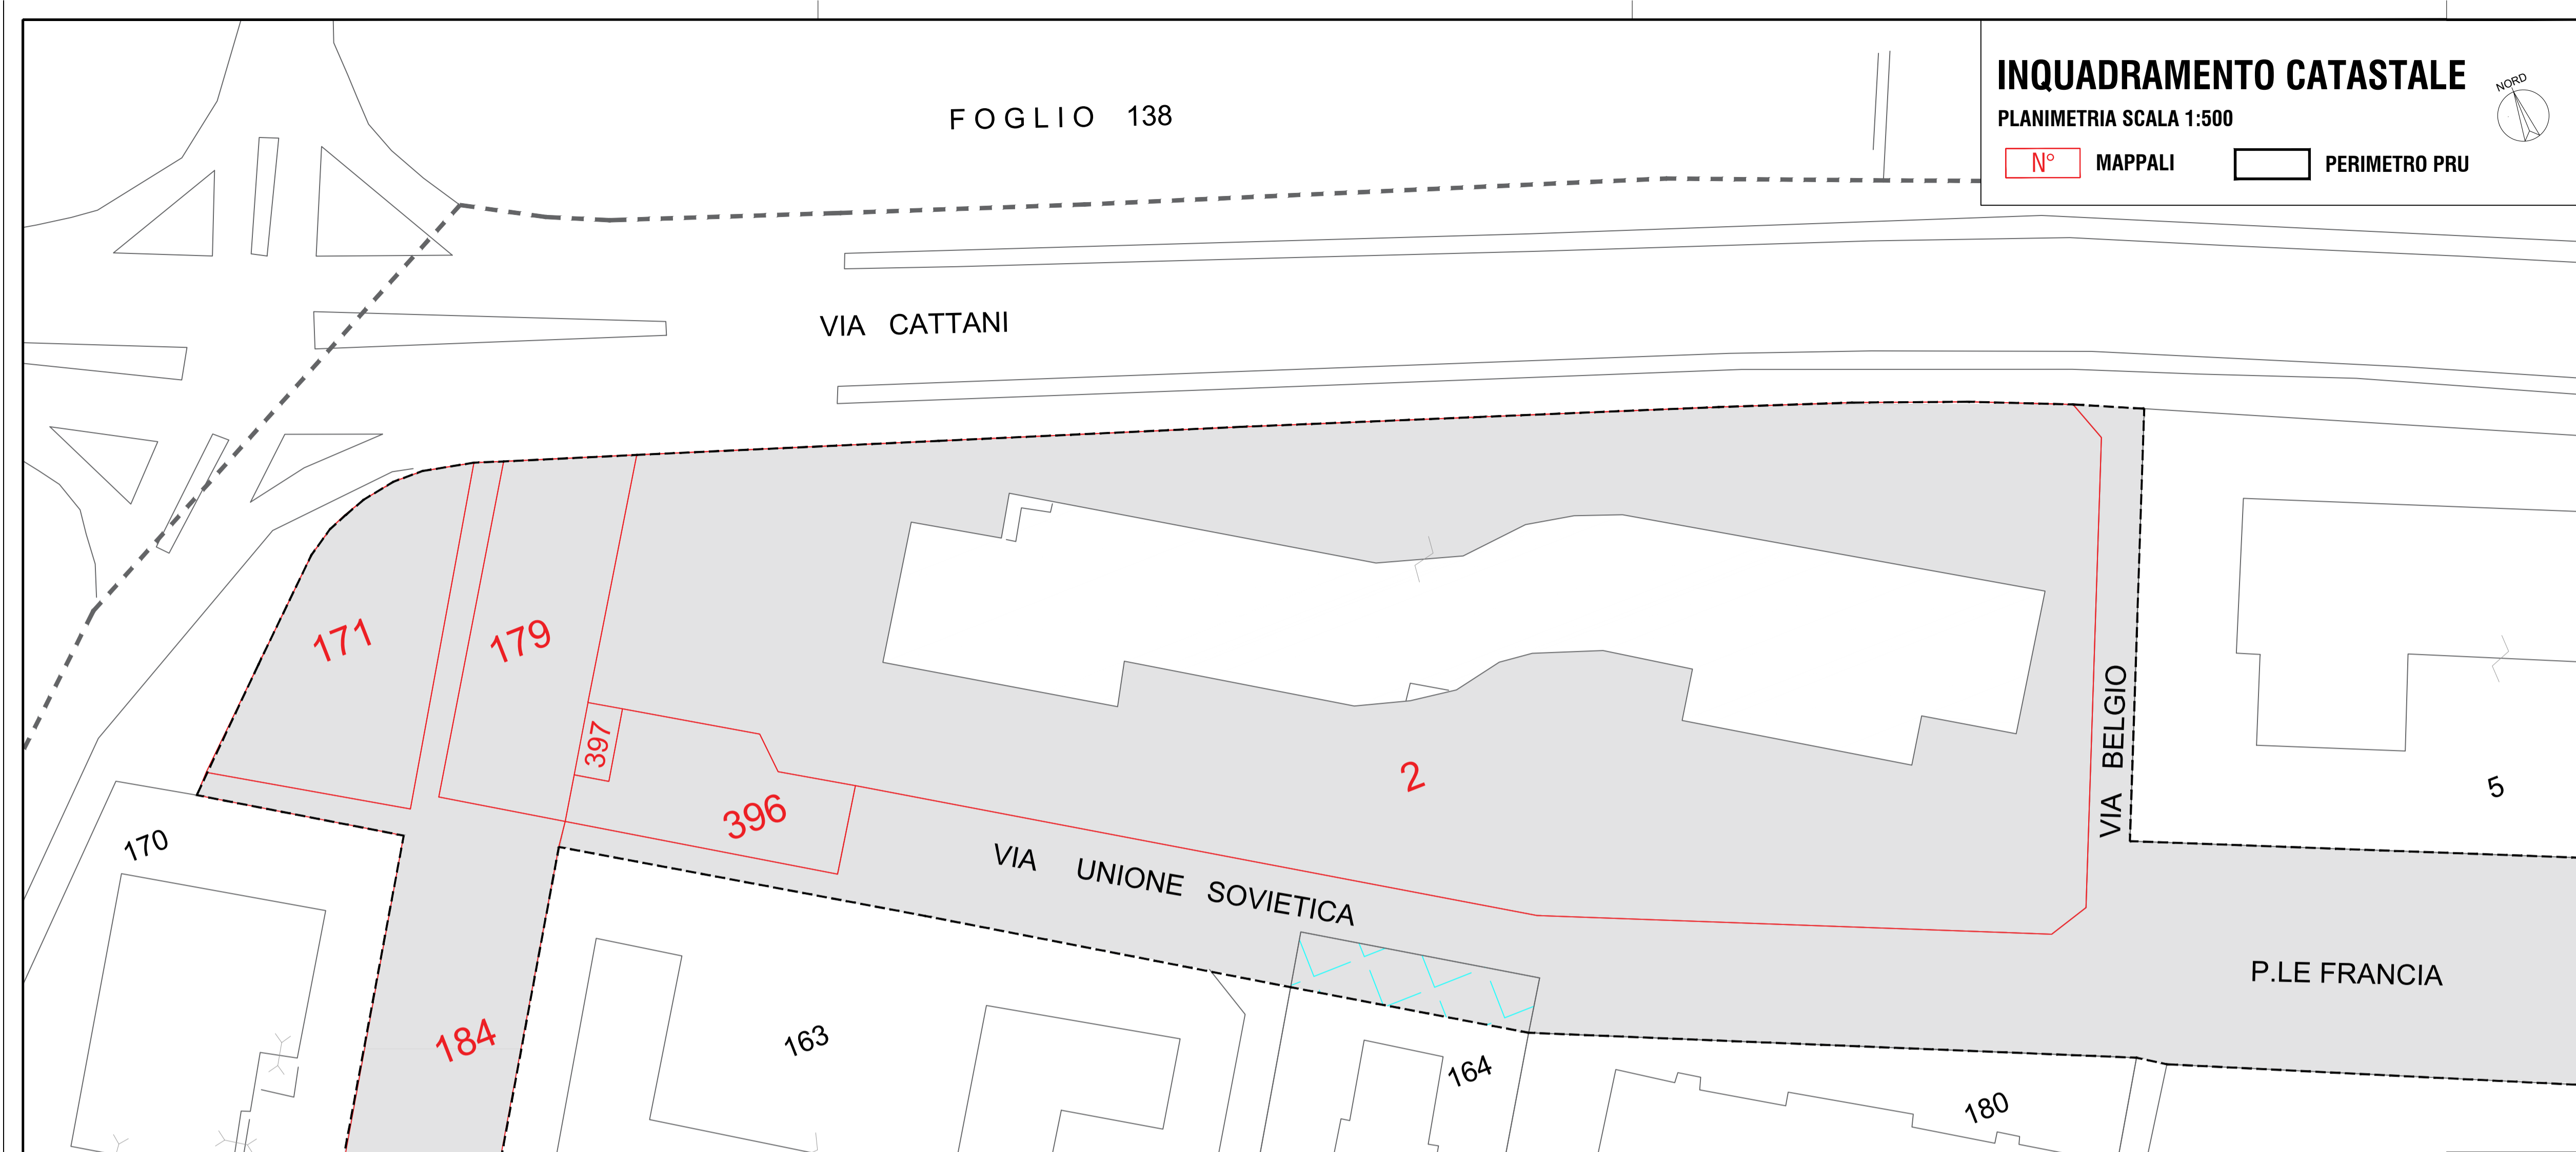 INQUADRAMENTO CATASTALE
NORD
PLANIMETRIA SCALA 1:500
N° MAPPALI PERIMETRO PRU
FOGLIO 138
VIA CATTANI
171
179
397
396
2
VIA BELGIO
5
170
VIA UNIONE SOVIETICA
P.LE FRANCIA
184
163
164
180